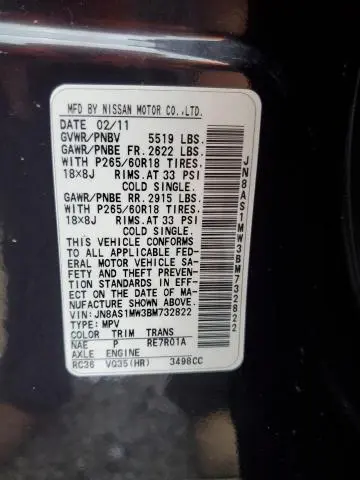 MFD BY NISSAN MOTOR CO.,LTD.
DATE 02/11
GVWR/PNBV 5519 LBS.
GAWR/PNBE FR. 2622 LBS.
WITH P265/60R18 TIRES.
18×8J RIMS.AT 33 PSI
COLD SINGLE.
GAWR/PNBE RR. 2915 LBS.
WITH P265/60R18 TIRES.
18×8J RIMS.AT 33 PSI
COLD SINGLE.
THIS VEHICLE CONFORMS
TO ALL APPLICABLE FED-
ERAL MOTOR VEHICLE SA-
FETY AND THEFT PREVEN-
TION STANDARDS IN EFF-
ECT ON THE DATE OF MA-
NUFACTURE SHOWN ABOVE.
VIN: JN8AS1MW3BM732822
TYPE: MPV
COLOR TRIM TRANS
NAE P RE7R01A
AXLE ENGINE
RC36 VQ35(HR) 3498CC
JN8AS1MW3BM732822